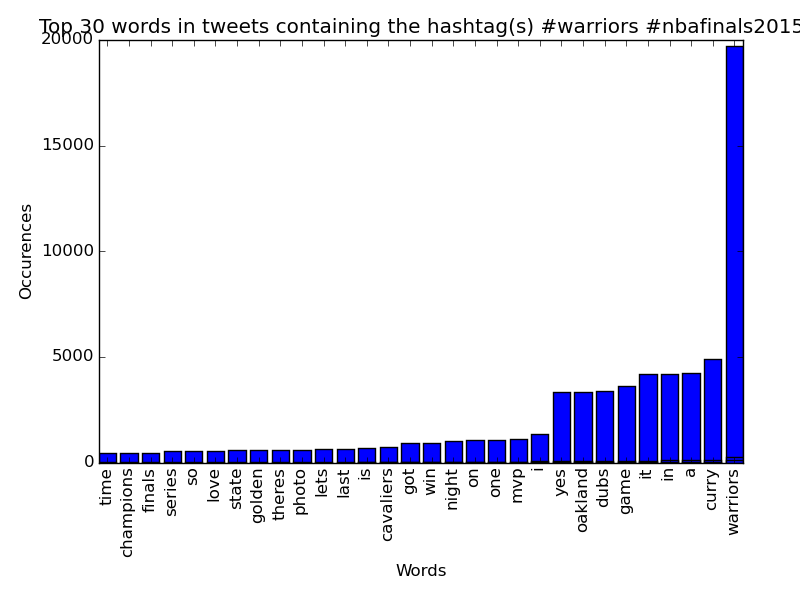 Top 30 words in tweets containing the hashtag(s) #warriors #nbafinals2015
20000
15000
10000
5000
0
Occurences
time
champions
finals
series
so
love
state
golden
theres
photo
lets
last
is
cavaliers
got
win
night
on
one
mvp
i
yes
oakland
dubs
game
it
in
a
curry
warriors
Words